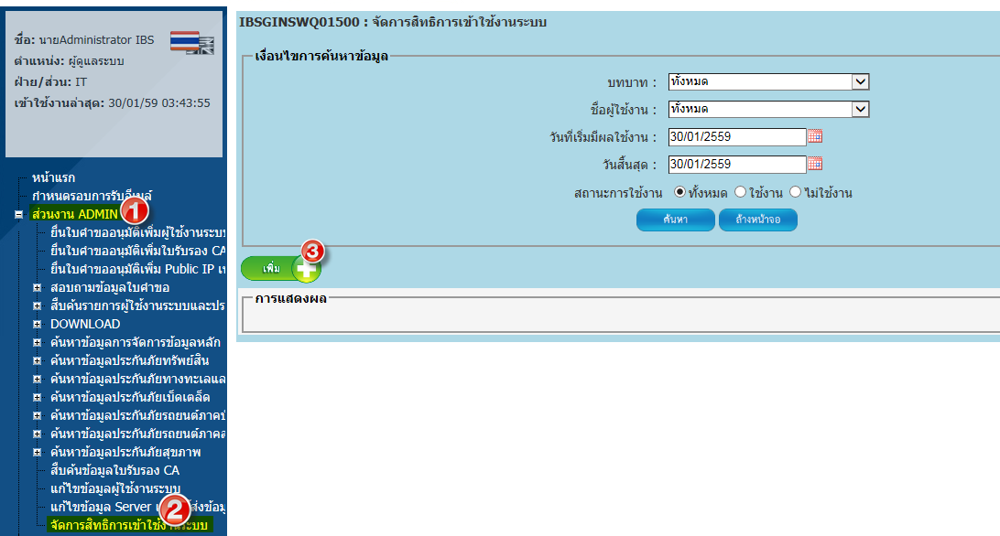 ชื่อ: นายAdministrator IBS
ตำแหน่ง: ผู้ดูแลระบบ
ฝ่าย/ส่วน: IT
เข้าใช้งานล่าสุด: 30/01/59 03:43:55
หน้าแรก
กำหนดรอบการรับอีเมล์
ส่วนงาน ADMIN 1
ยื่นใบคำขออนุมัติเพิ่มผู้ใช้งานระบบ
ยื่นใบคำขออนุมัติเพิ่มใบรับรอง CA
ยื่นใบคำขออนุมัติเพิ่ม Public IP
สอบถามข้อมูลใบคำขอ
สืบค้นรายการผู้ใช้งานระบบและปร
DOWNLOAD
ค้นหาข้อมูลการจัดการข้อมูลหลัก
ค้นหาข้อมูลประกันภัยทรัพย์สิน
ค้นหาข้อมูลประกันภัยทางทะเลแล
ค้นหาข้อมูลประกันภัยเบ็ดเตล็ด
ค้นหาข้อมูลประกันภัยรถยนต์ภาคบั
ค้นหาข้อมูลประกันภัยรถยนต์ภาคส
ค้นหาข้อมูลประกันภัยสุขภาพ
สืบค้นข้อมูลใบรับรอง CA
แก้ไขข้อมูลผู้ใช้งานระบบ
แก้ไขข้อมูล Server ส่งข้อมู
2
จัดการสิทธิการเข้าใช้งานระบบ
IBSGINSWQ01500 : จัดการสิทธิการเข้าใช้งานระบบ
เงื่อนไขการค้นหาข้อมูล
บทบาท : ทั้งหมด
ชื่อผู้ใช้งาน : ทั้งหมด
วันที่เริ่มมีผลใช้งาน : 30/01/2559
วันสิ้นสุด : 30/01/2559
สถานะการใช้งาน ทั้งหมด ใช้งาน ไม่ใช้งาน
ค้นหา ล้างหน้าจอ
3
เพิ่ม
การแสดงผล